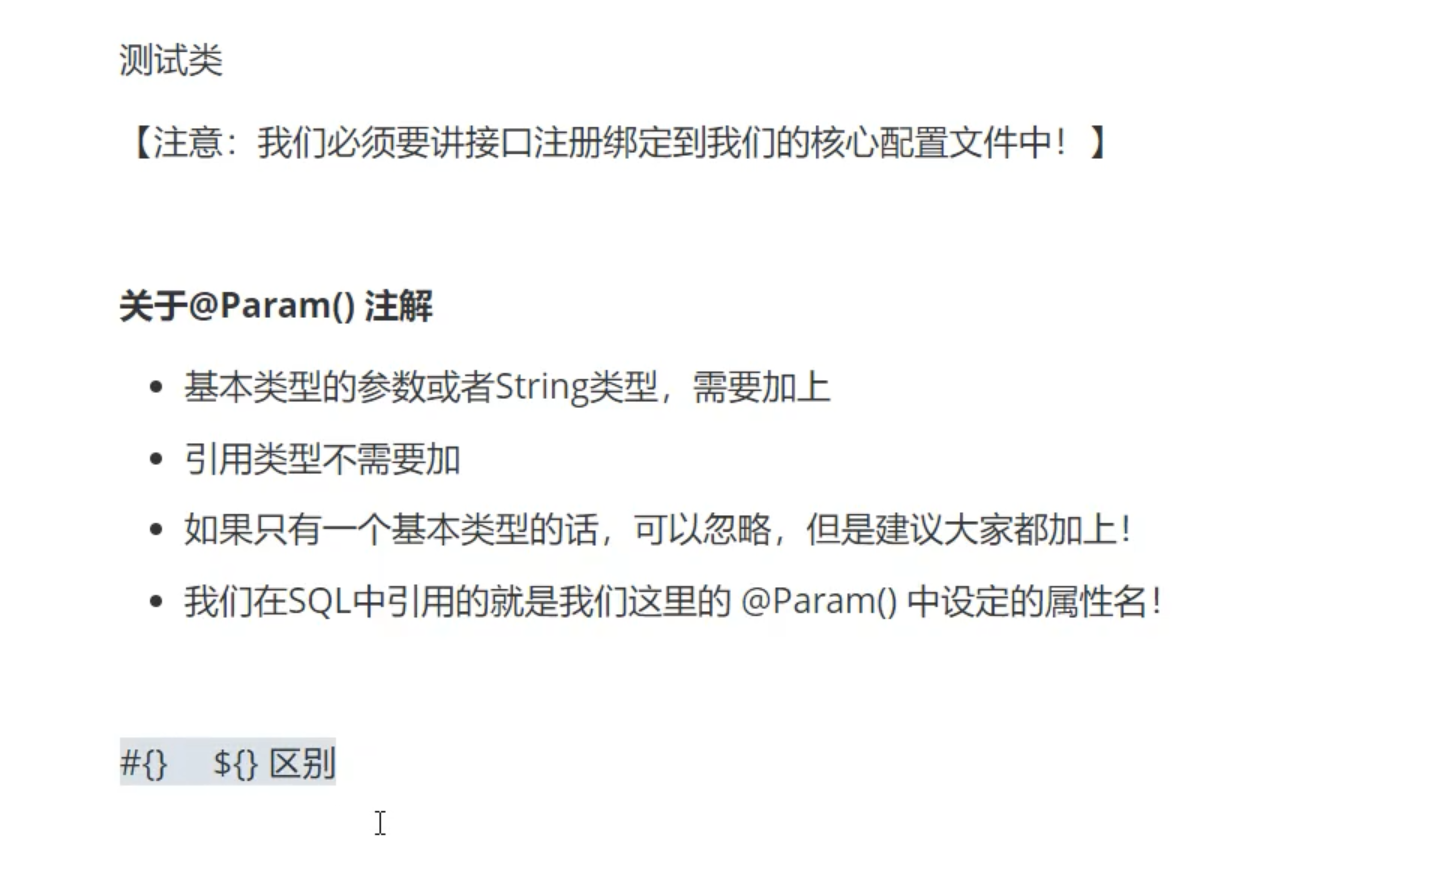 测试类
【注意：我们必须要讲接口注册绑定到我们的核心配置文件中！】
关于@Param() 注解
• 基本类型的参数或者String类型，需要加上
• 引用类型不需要加
• 如果只有一个基本类型的话，可以忽略，但是建议大家都加上！
• 我们在SQL中引用的就是我们这里的 @Param() 中设定的属性名！
#{} ${} 区别